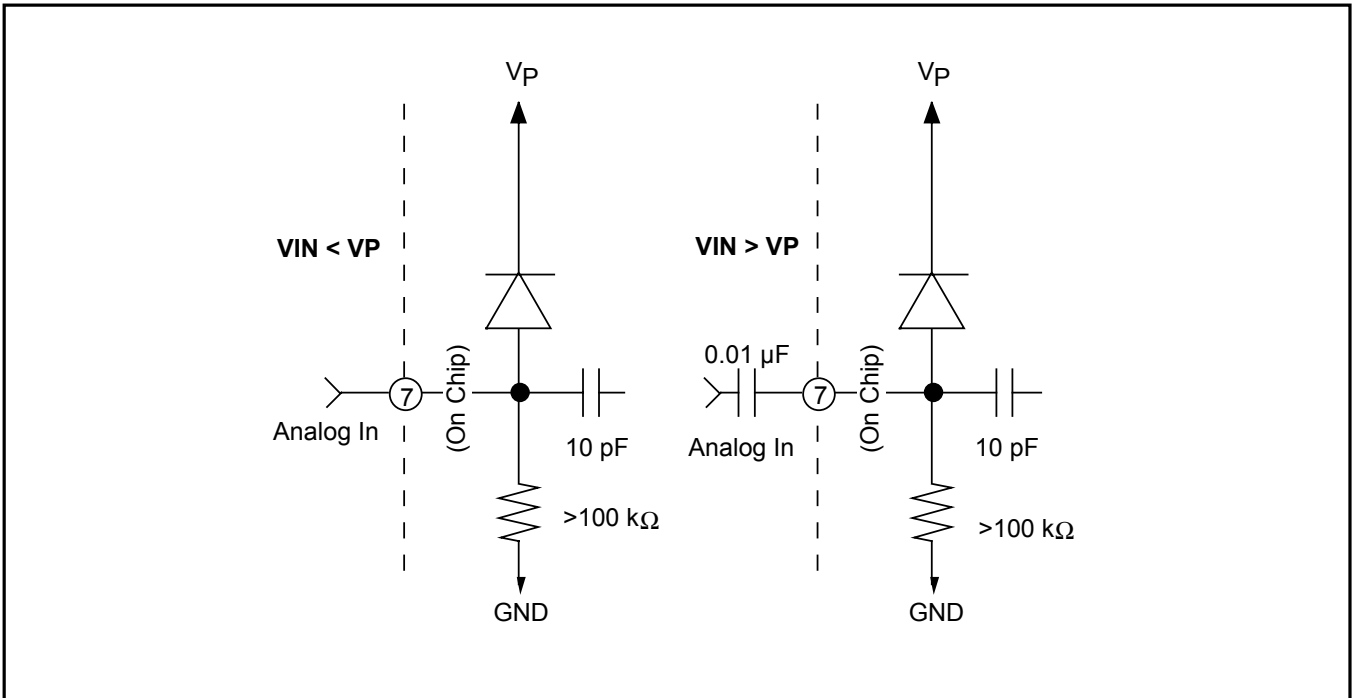 VP
VIN < VP
7
(On Chip)
Analog In
10 pF
>100 kΩ
GND
VP
VIN > VP
0.01 µF
7
(On Chip)
Analog In
10 pF
>100 kΩ
GND